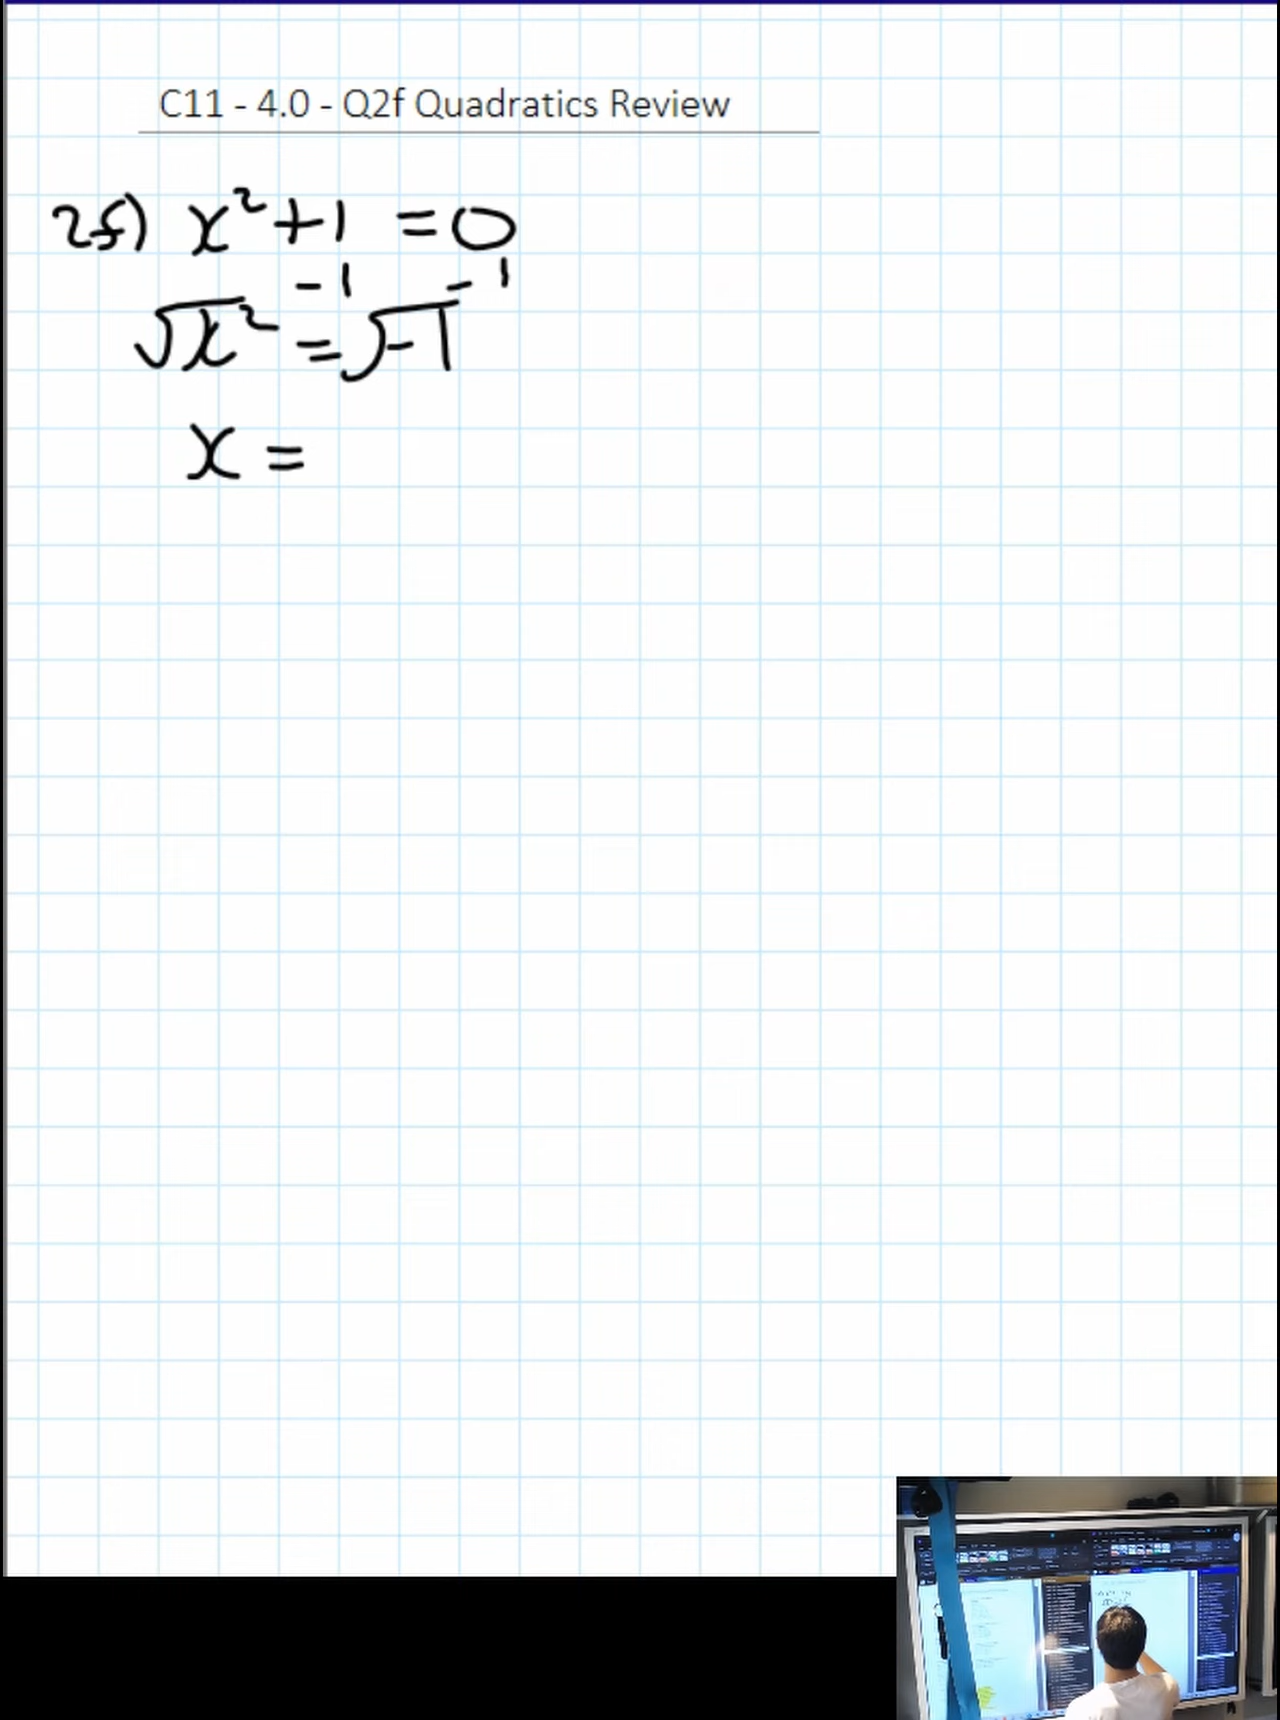 C11 - 4.0 - Q2f Quadratics Review
2f) x²+1 =0
-1 -1
√x² =√-1
x =